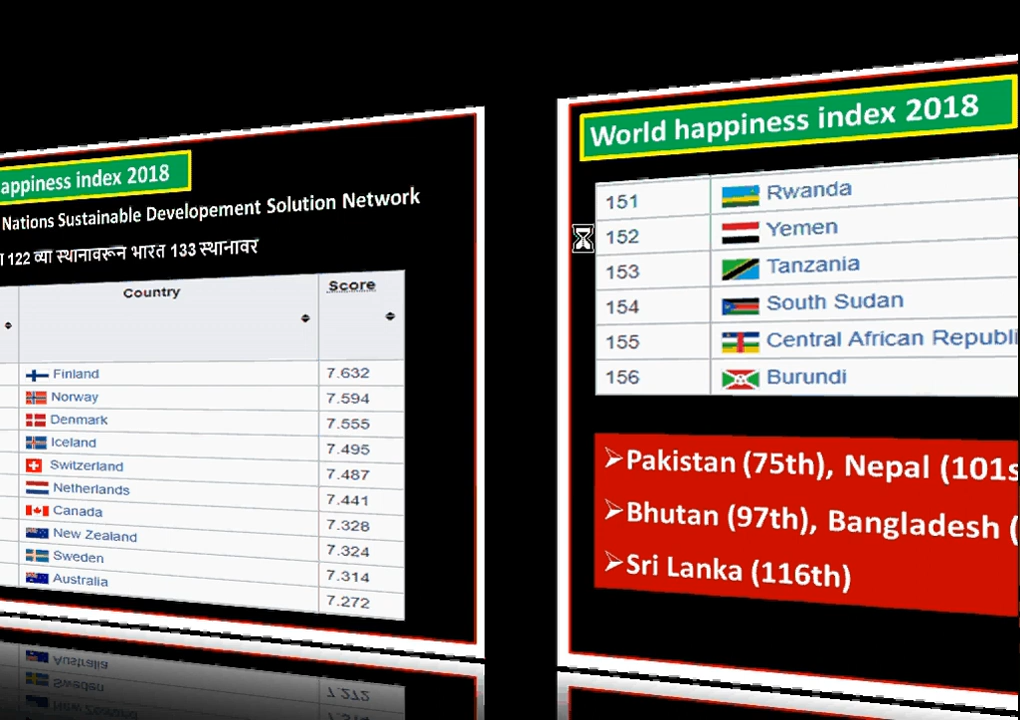 appiness index 2018
Nations Sustainable Developement Solution Network
122 व्या स्थानावरून भारत 133 स्थानावर
Country Score
Finland 7.632
Norway 7.594
Denmark 7.555
Iceland 7.495
Switzerland 7.487
Netherlands 7.441
Canada 7.328
New Zealand 7.324
Sweden 7.314
Australia 7.272
World happiness index 2018
151 Rwanda
152 Yemen
153 Tanzania
154 South Sudan
155 Central African Republi
156 Burundi
➢Pakistan (75th), Nepal (101s
➢Bhutan (97th), Bangladesh (
➢Sri Lanka (116th)